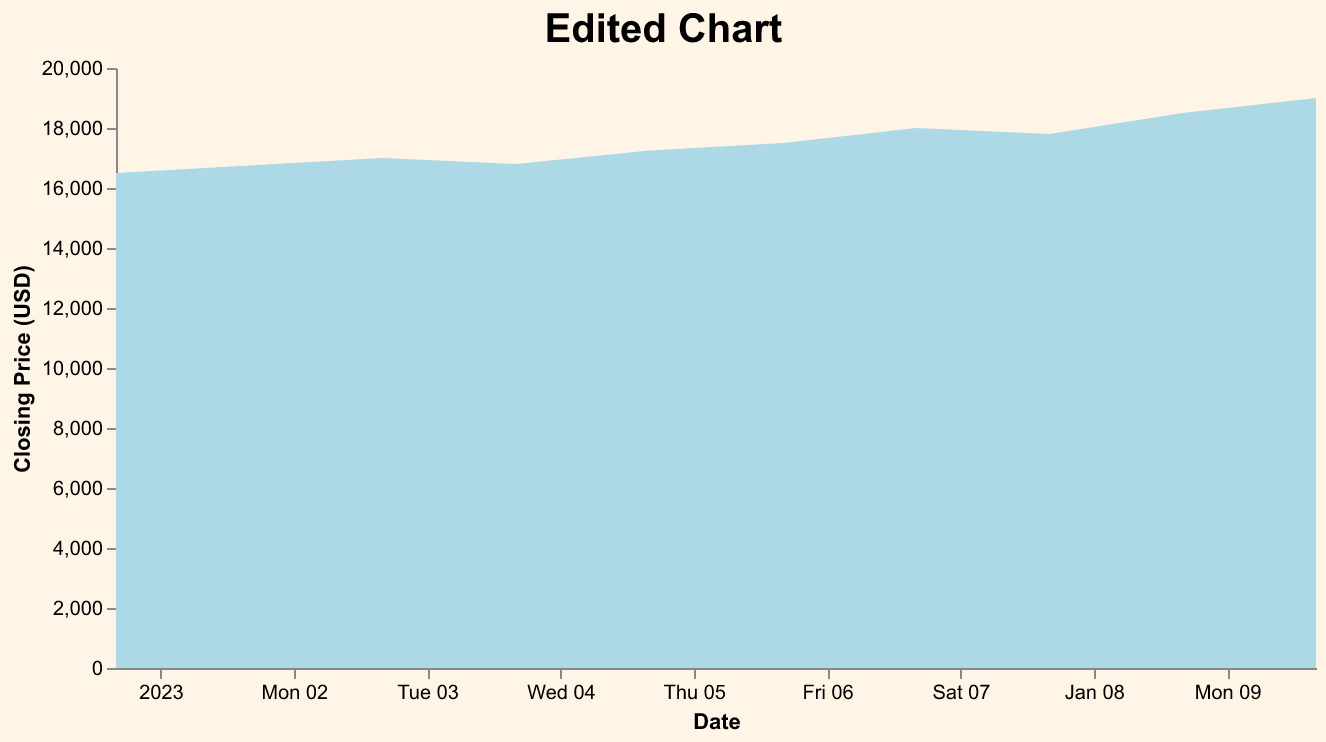 Edited Chart
20,000
18,000
16,000
14,000
12,000
10,000
8,000
6,000
4,000
2,000
0
Closing Price (USD)
2023 Mon 02 Tue 03 Wed 04 Thu 05 Fri 06 Sat 07 Jan 08 Mon 09
Date